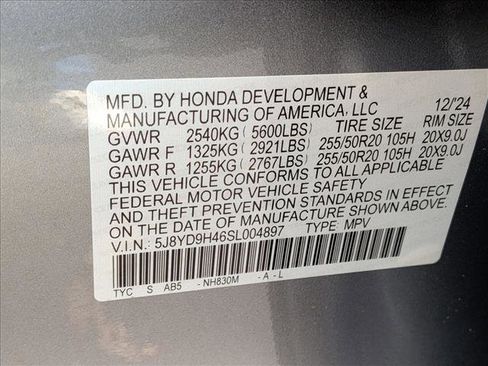 MFD. BY HONDA DEVELOPMENT &
MANUFACTURING OF AMERICA, LLC 12/24
GVWR 2540KG (5600LBS) TIRE SIZE RIM SIZE
GAWR F 1325KG (2921LBS) 255/50R20 105H 20X9.0J
GAWR R 1255KG (2767LBS) 255/50R20 105H 20X9.0J
THIS VEHICLE CONFORMS TO ALL APPLICABLE
FEDERAL MOTOR VEHICLE SAFETY
AND THEFT PREVENTION STANDARDS IN EFFECT
ON THE DATE OF MANUFACTURE SHOWN ABOVE.
V.I.N.: 5J8YD9H46SL004897 TYPE: MPV
TYC S AB5 -NH830M -A-L